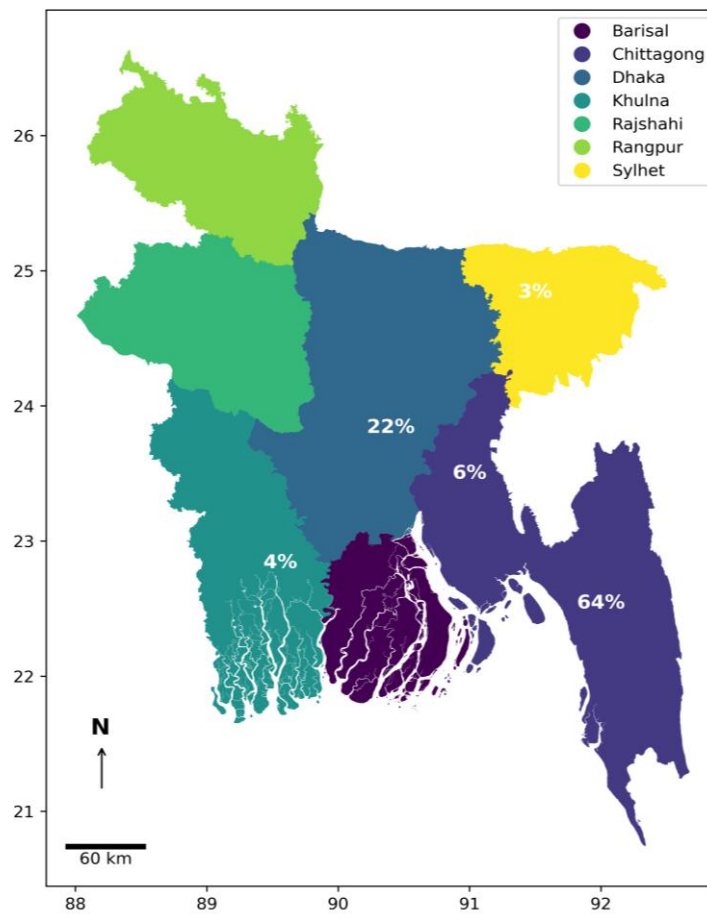 Barisal
Chittagong
Dhaka
Khulna
Rajshahi
Rangpur
Sylhet
26
25
24
23
22
21
3%
22%
6%
4%
64%
N
60 km
88 89 90 91 92